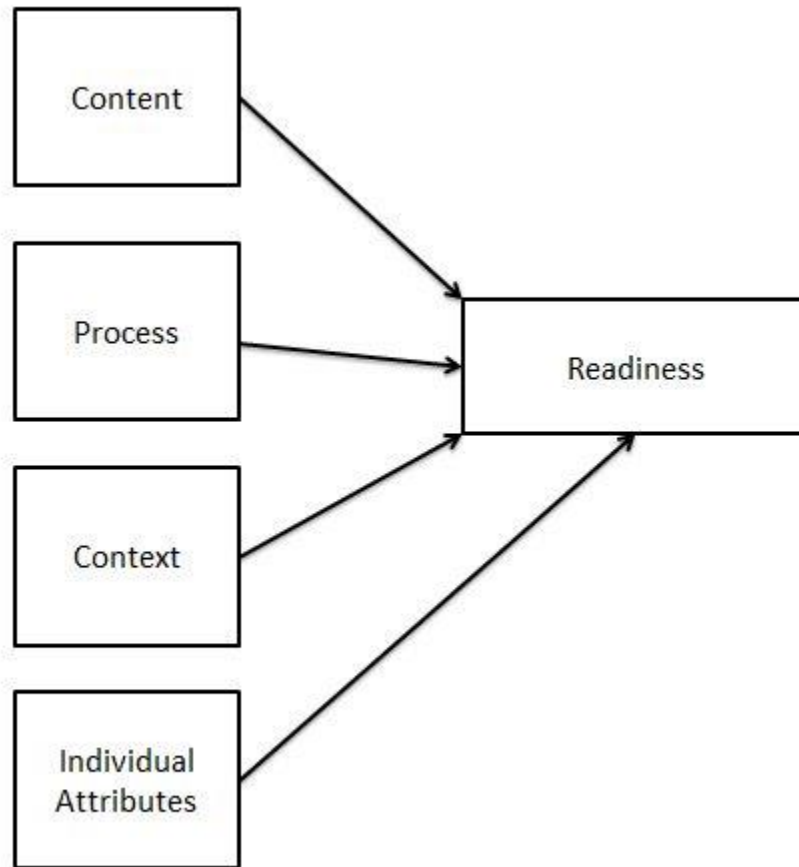 Content
Process
Readiness
Context
Individual
Attributes